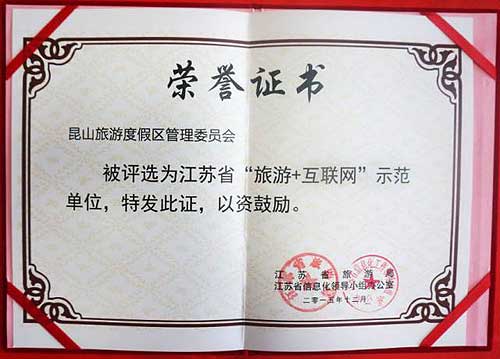 荣誉证书
昆山旅游度假区管理委员会
被评选为江苏省“旅游+互联网”示范
单位，特发此证，以资鼓励。
江苏省旅游局
江苏省信息化领导小组办公室
二零一五年十二月